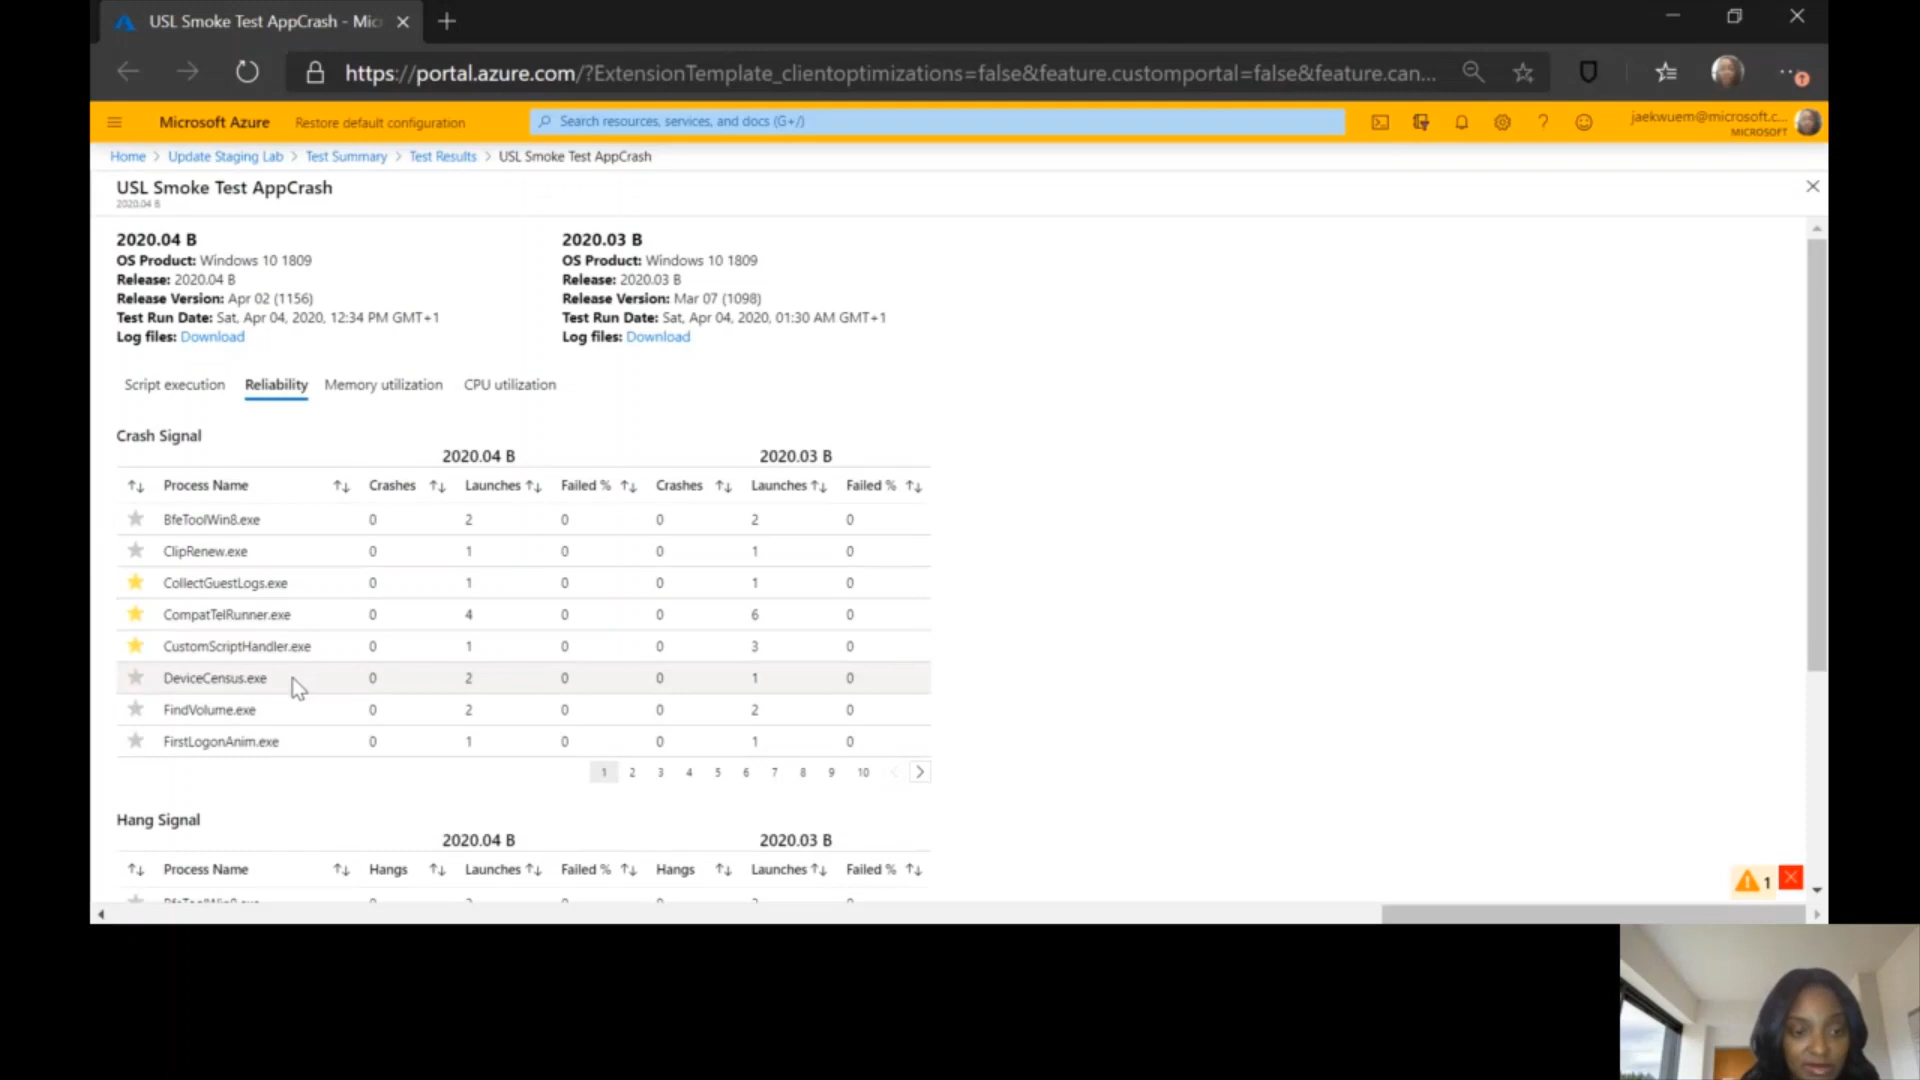 USL Smoke Test AppCrash - Mic
https://portal.azure.com/?ExtensionTemplate_clientoptimizations=false&feature.customportal=false&feature.can...
Microsoft Azure Restore default configuration Search resources, services, and docs (G+/) jaekwuem@microsoft.c...
MICROSOFT
Home > Update Staging Lab > Test Summary > Test Results > USL Smoke Test AppCrash
USL Smoke Test AppCrash
2020.04 B
2020.04 B 2020.03 B
OS Product: Windows 10 1809 OS Product: Windows 10 1809
Release: 2020.04 B Release: 2020.03 B
Release Version: Apr 02 (1156) Release Version: Mar 07 (1098)
Test Run Date: Sat, Apr 04, 2020, 12:34 PM GMT+1 Test Run Date: Sat, Apr 04, 2020, 01:30 AM GMT+1
Log files: Download Log files: Download
Script execution Reliability Memory utilization CPU utilization
Crash Signal
2020.04 B 2020.03 B
Process Name Crashes Launches Failed % Crashes Launches Failed %
BfeToolWin8.exe 0 2 0 0 2 0
ClipRenew.exe 0 1 0 0 1 0
CollectGuestLogs.exe 0 1 0 0 1 0
CompatTelRunner.exe 0 4 0 0 6 0
CustomScriptHandler.exe 0 1 0 0 3 0
DeviceCensus.exe 0 2 0 0 1 0
FindVolume.exe 0 2 0 0 2 0
FirstLogonAnim.exe 0 1 0 0 1 0
1 2 3 4 5 6 7 8 9 10
Hang Signal
2020.04 B 2020.03 B
Process Name Hangs Launches Failed % Hangs Launches Failed %
1